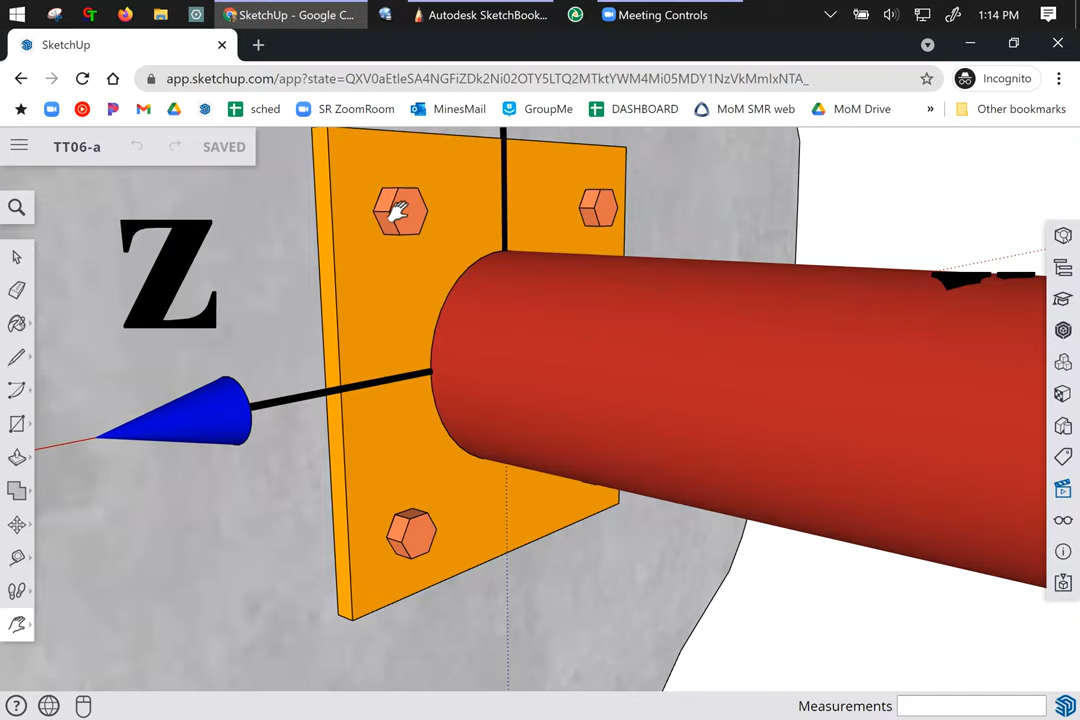 SketchUp - Google C... Autodesk SketchBook... Meeting Controls 1:14 PM
SketchUp
app.sketchup.com/app?state=QXV0aEtleSA4NGFiZDk2Ni02OTY5LTQ2MTktYWM4Mi05MDY1NzVkMmIxNTA_ Incognito
sched SR ZoomRoom MinesMail GroupMe DASHBOARD MoM SMR web MoM Drive » Other bookmarks
TT06-a SAVED
Z
Measurements